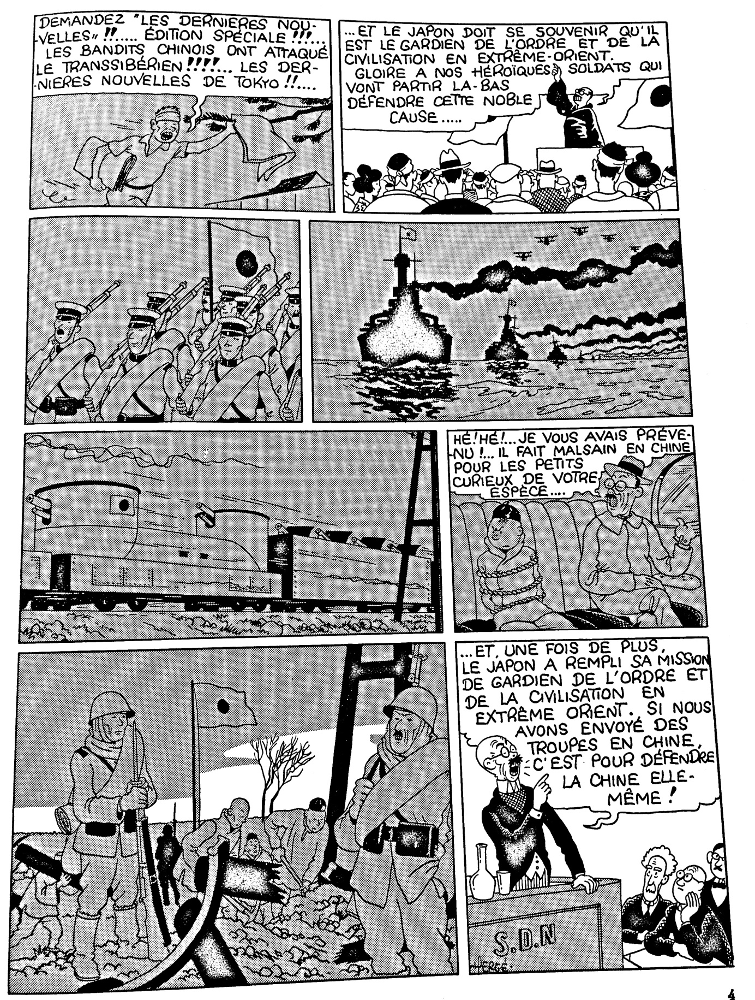 DEMANDEZ "LES DERNIERES NOU-
-VELLES" !!..... ÉDITION SPÉCIALE !!!....
LES BANDITS CHINOIS ONT ATTAQUÉ
LE TRANSSIBÉRIEN !!!!... LES DER-
-NIERES NOUVELLES DE TOKYO !!....
...ET LE JAPON DOIT SE SOUVENIR QU'IL
EST LE GARDIEN DE L'ORDRE ET DE LA
CIVILISATION EN EXTRÊME-ORIENT.
GLOIRE A NOS HÉROÏQUES SOLDATS QUI
VONT PARTIR LA-BAS
DÉFENDRE CETTE NOBLE
CAUSE.....
HÉ!HÉ!...JE VOUS AVAIS PRÉVE-
-NU !... IL FAIT MALSAIN EN CHINE
POUR LES PETITS
CURIEUX DE VOTRE
ESPÈCE....
...ET, UNE FOIS DE PLUS,
LE JAPON A REMPLI SA MISSION
DE GARDIEN DE L'ORDRE ET
DE LA CIVILISATION EN
EXTRÊME ORIENT. SI NOUS
AVONS ENVOYÉ DES
TROUPES EN CHINE,
C'EST POUR DÉFENDRE
LA CHINE ELLE-
MÊME !
S.D.N
HERGÉ.
4